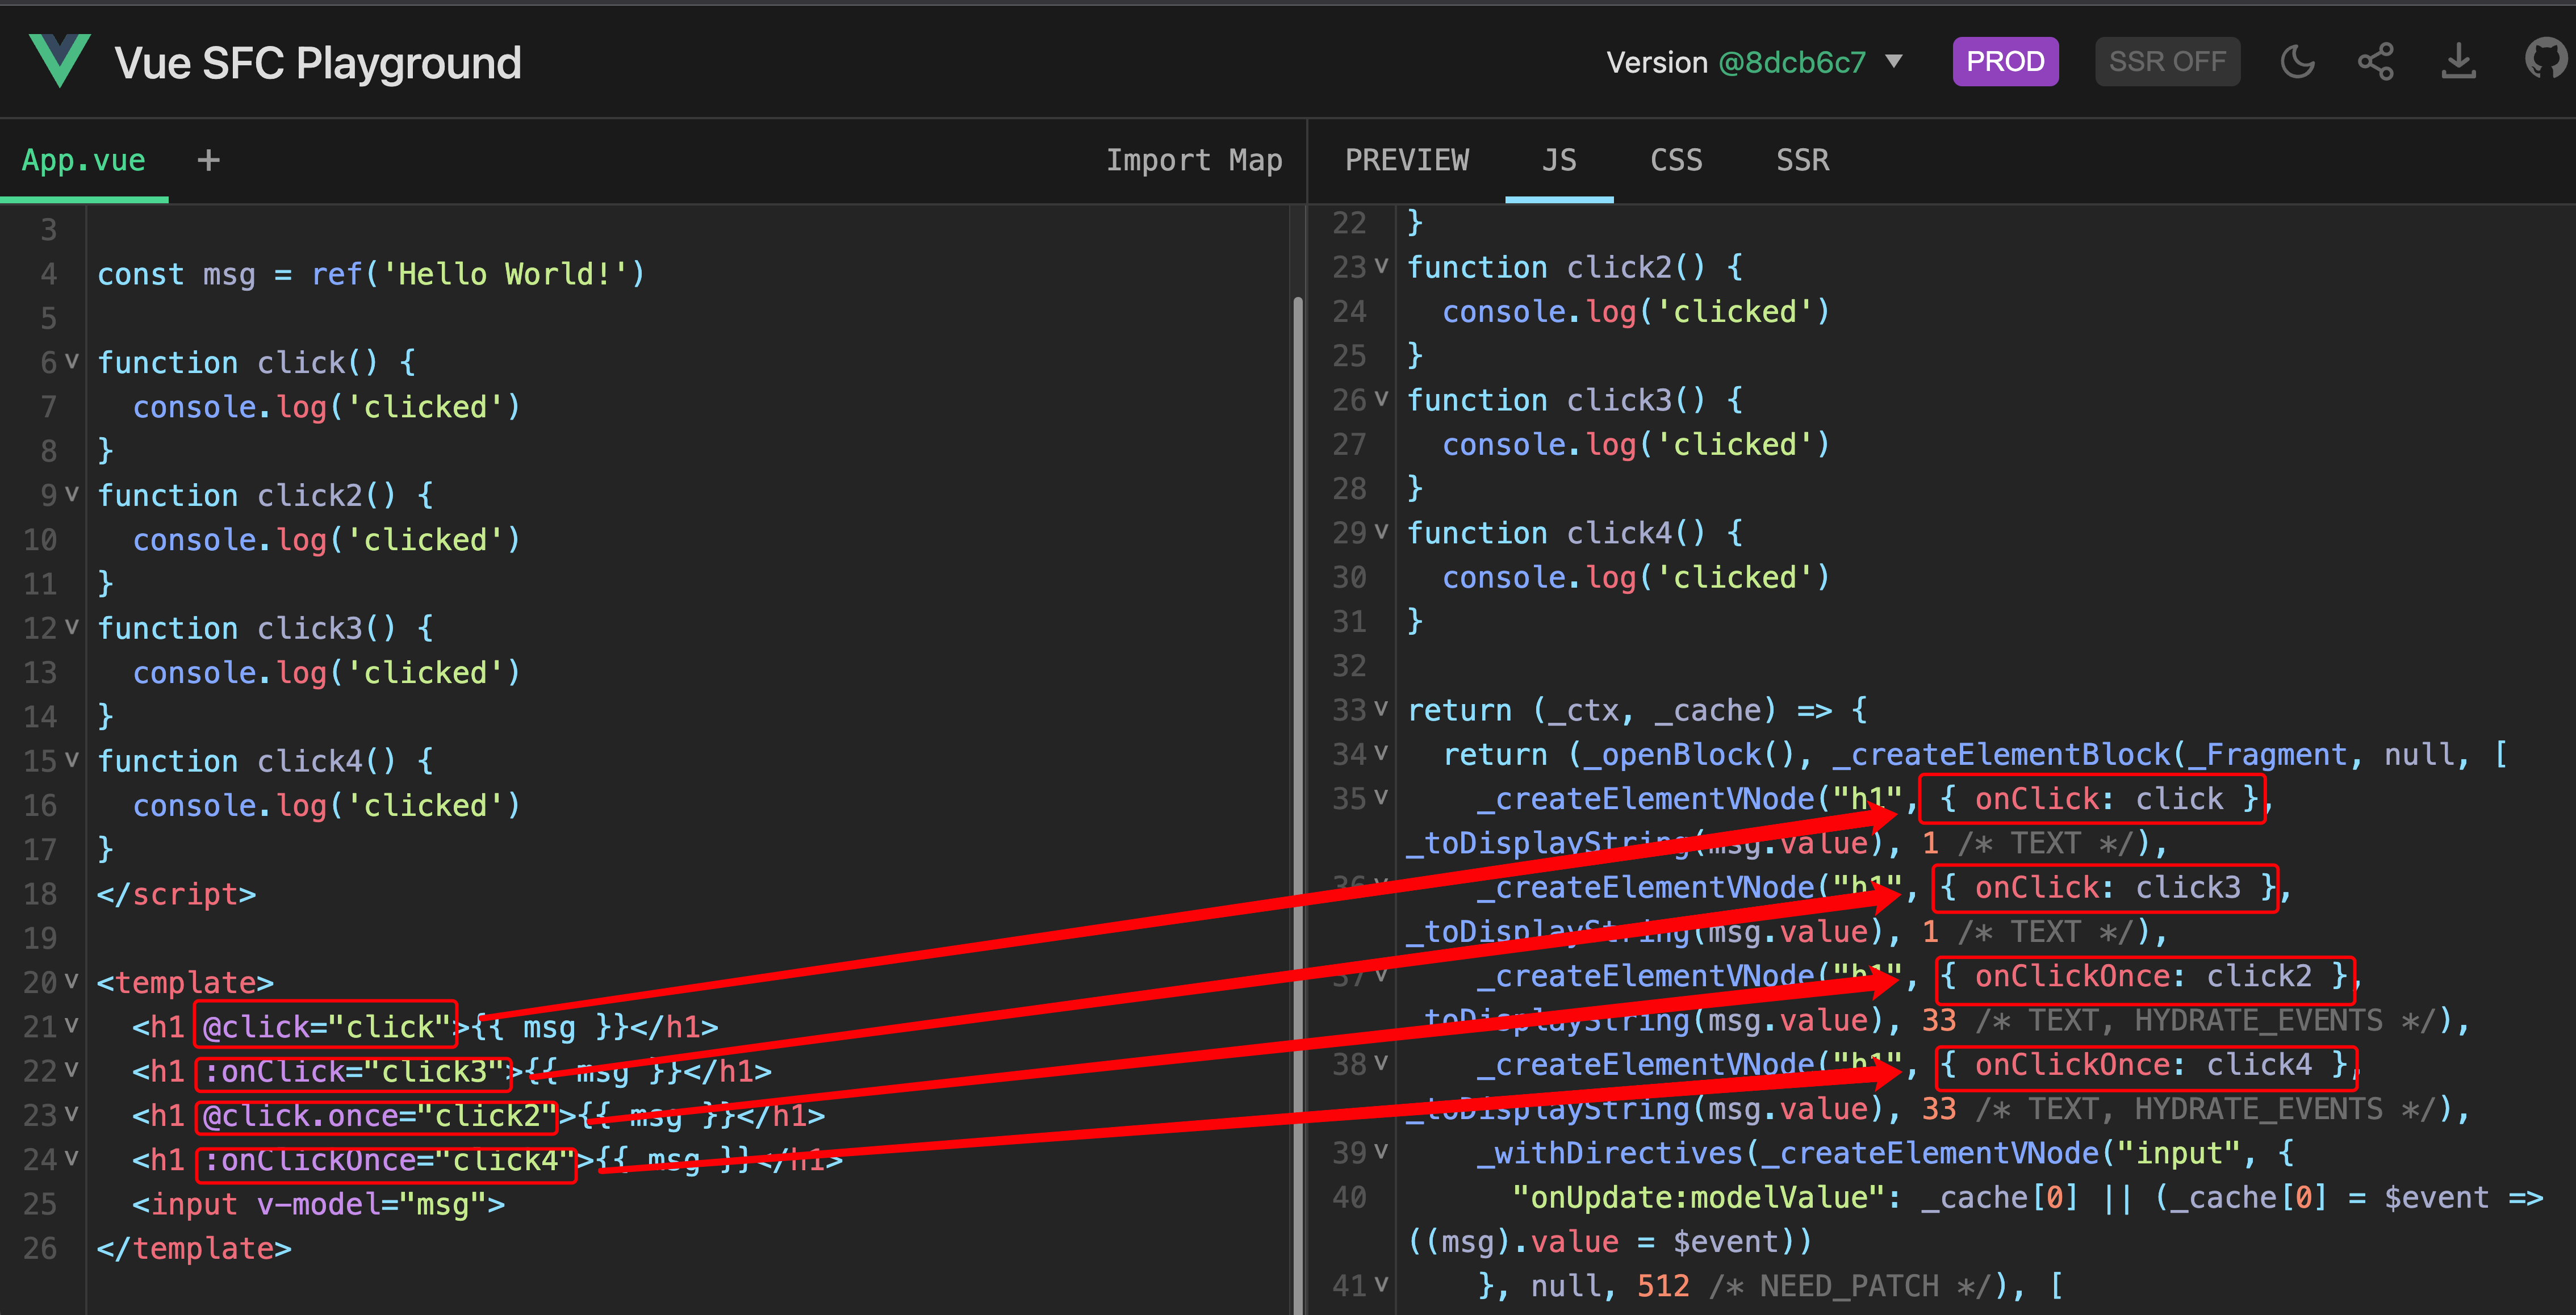 Vue SFC Playground
Version @8dcb6c7
PROD
SSR OFF
App.vue +
Import Map
PREVIEW JS CSS SSR
3
4 const msg = ref('Hello World!')
5
6 function click() {
7 console.log('clicked')
8 }
9 function click2() {
10 console.log('clicked')
11 }
12 function click3() {
13 console.log('clicked')
14 }
15 function click4() {
16 console.log('clicked')
17 }
18 </script>
19
20 <template>
21 <h1 @click="click">{{ msg }}</h1>
22 <h1 :onClick="click3">{{ msg }}</h1>
23 <h1 @click.once="click2">{{ msg }}</h1>
24 <h1 :onClickOnce="click4">{{ msg }}</h1>
25 <input v-model="msg">
26 </template>
22 }
23 function click2() {
24 console.log('clicked')
25 }
26 function click3() {
27 console.log('clicked')
28 }
29 function click4() {
30 console.log('clicked')
31 }
32
33 return (_ctx, _cache) => {
34 return (_openBlock(), _createElementBlock(_Fragment, null, [
35 _createElementVNode("h1", { onClick: click },
_toDisplayString(msg.value), 1 /* TEXT */),
36 _createElementVNode("h1", { onClick: click3 },
_toDisplayString(msg.value), 1 /* TEXT */),
37 _createElementVNode("h1", { onClickOnce: click2 },
_toDisplayString(msg.value), 33 /* TEXT, HYDRATE_EVENTS */),
38 _createElementVNode("h1", { onClickOnce: click4 },
_toDisplayString(msg.value), 33 /* TEXT, HYDRATE_EVENTS */),
39 _withDirectives(_createElementVNode("input", {
40 "onUpdate:modelValue": _cache[0] || (_cache[0] = $event =>
((msg).value = $event))
41 }, null, 512 /* NEED_PATCH */), [